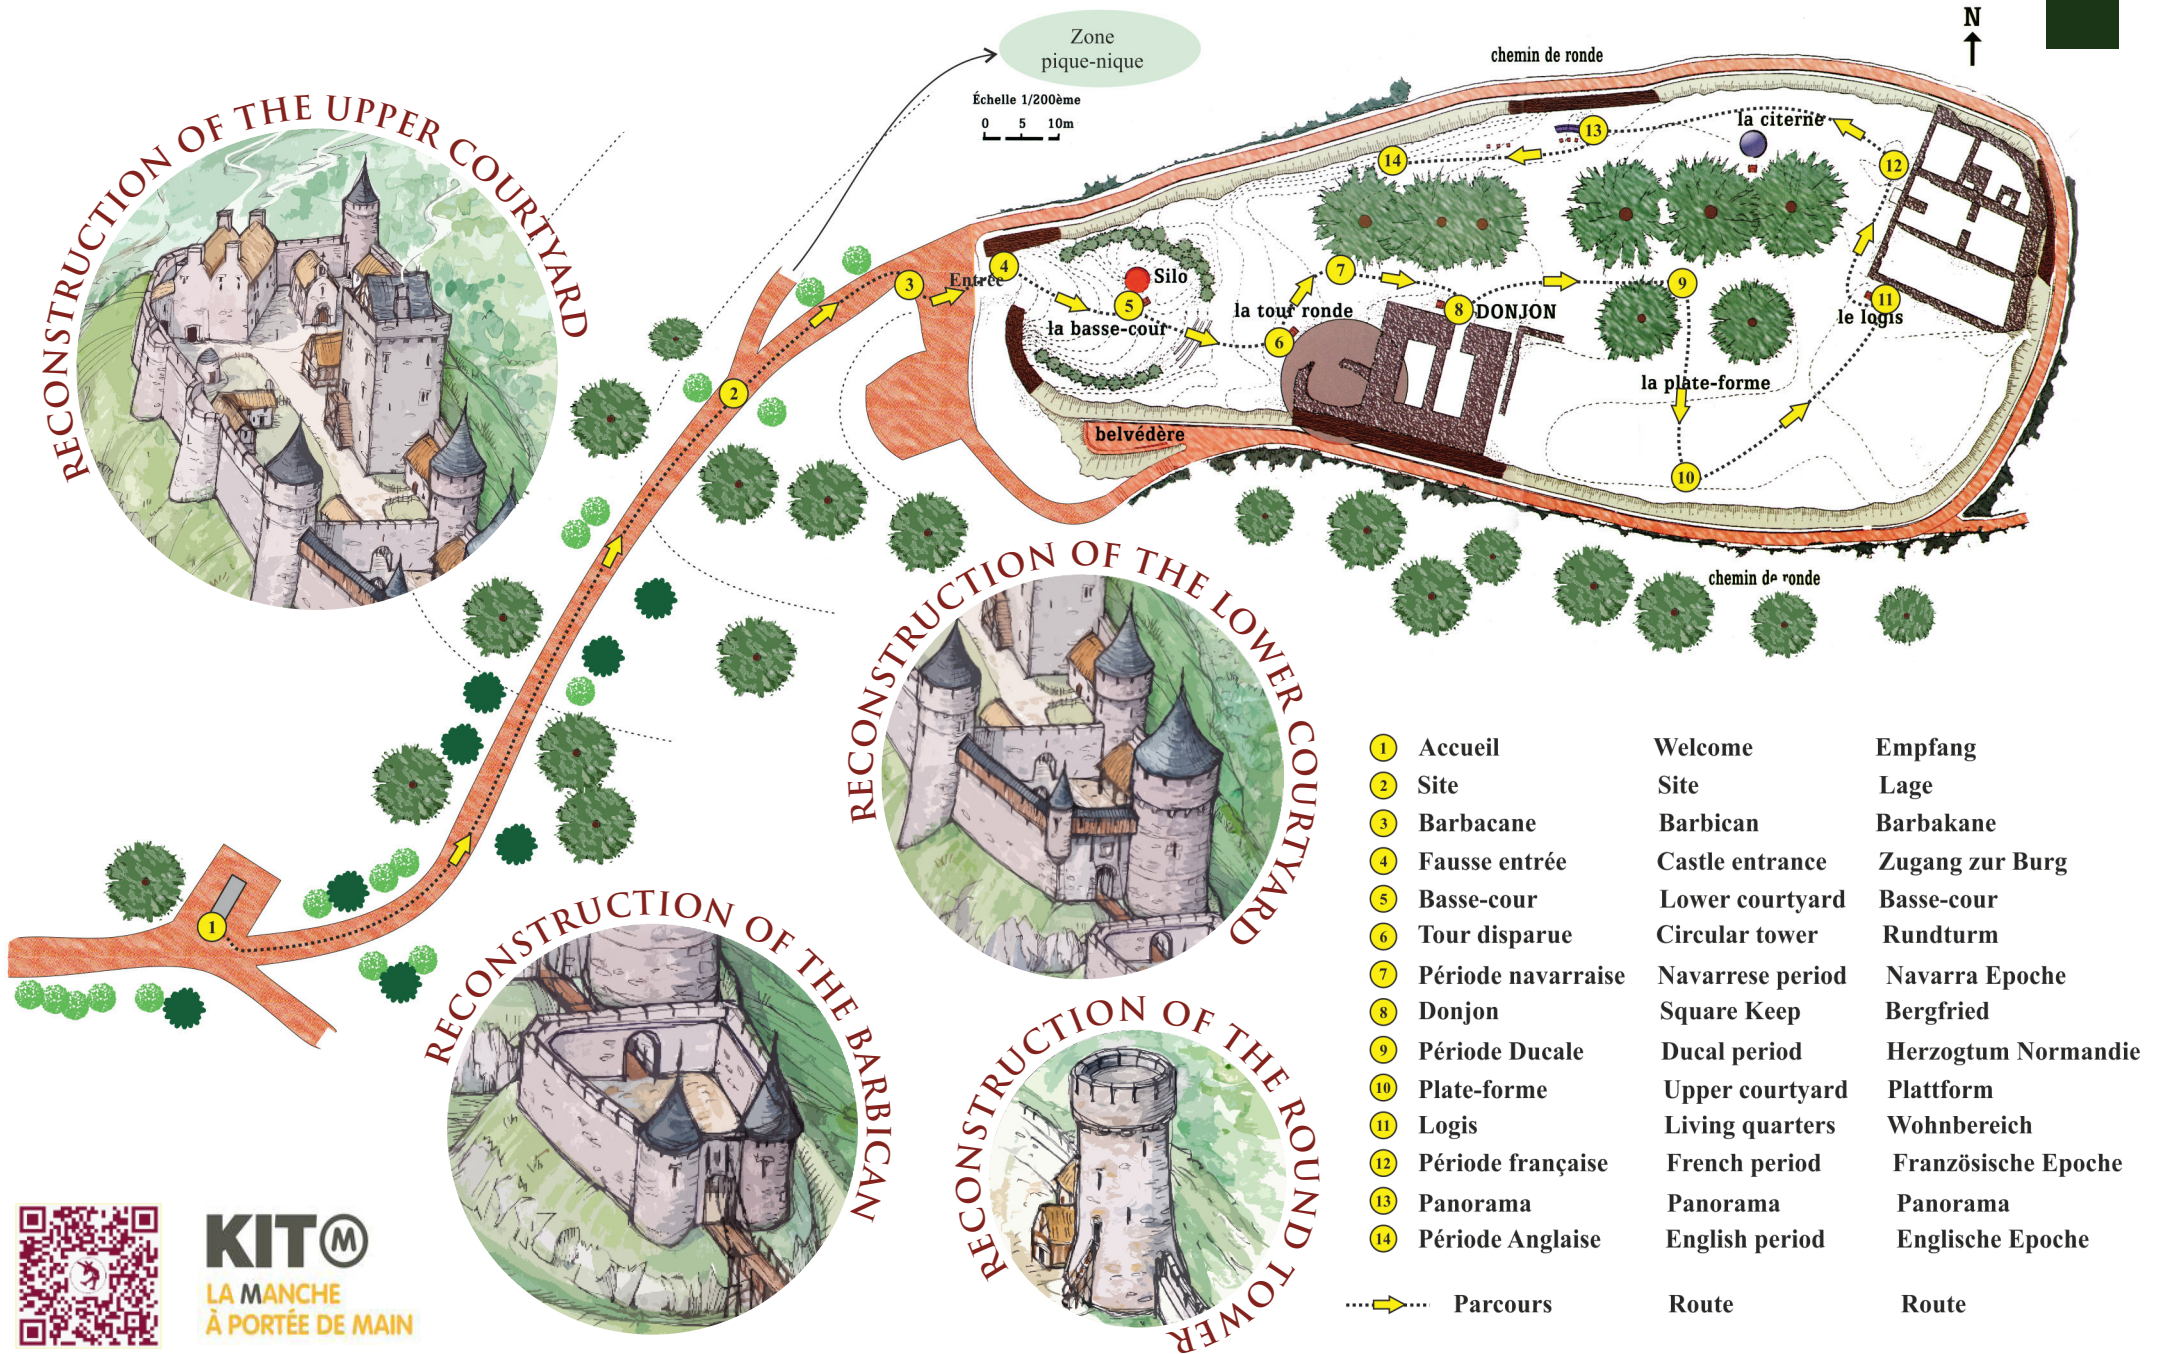 Zone
pique-nique
N
chemin de ronde
Échelle 1/200ème
0 5 10m
RECONSTRUCTION OF THE UPPER COURTYARD
13
la citerne
14
12
4
Entrée
3
Silo
7
9
5
la basse-cour
la tour ronde
8
DONJON
11
le logis
6
2
la plate-forme
belvédère
10
chemin de ronde
RECONSTRUCTION OF THE LOWER COURTYARD
1
RECONSTRUCTION OF THE BARBICAN
RECONSTRUCTION OF THE ROUND TOWER
1 Accueil Welcome Empfang
2 Site Site Lage
3 Barbacane Barbican Barbakane
4 Fausse entrée Castle entrance Zugang zur Burg
5 Basse-cour Lower courtyard Basse-cour
6 Tour disparue Circular tower Rundturm
7 Période navarraise Navarrese period Navarra Epoche
8 Donjon Square Keep Bergfried
9 Période Ducale Ducal period Herzogtum Normandie
10 Plate-forme Upper courtyard Plattform
11 Logis Living quarters Wohnbereich
12 Période française French period Französische Epoche
13 Panorama Panorama Panorama
14 Période Anglaise English period Englische Epoche
Parcours Route Route
KIT M
LA MANCHE
À PORTÉE DE MAIN